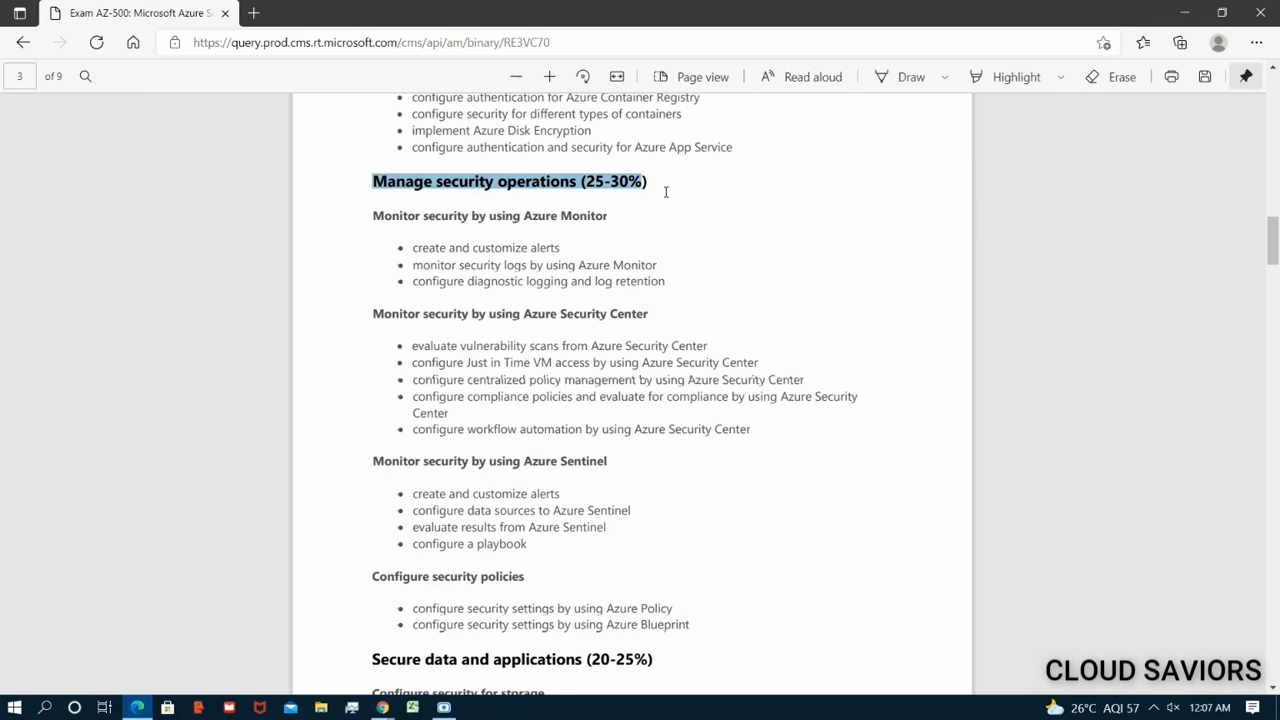 Exam AZ-500: Microsoft Azure S
https://query.prod.cms.rt.microsoft.com/cms/api/am/binary/RE3VC70
3 of 9 Page view Read aloud Draw Highlight Erase
• configure authentication for Azure Container Registry
• configure security for different types of containers
• implement Azure Disk Encryption
• configure authentication and security for Azure App Service
Manage security operations (25-30%)
Monitor security by using Azure Monitor
• create and customize alerts
• monitor security logs by using Azure Monitor
• configure diagnostic logging and log retention
Monitor security by using Azure Security Center
• evaluate vulnerability scans from Azure Security Center
• configure Just in Time VM access by using Azure Security Center
• configure centralized policy management by using Azure Security Center
• configure compliance policies and evaluate for compliance by using Azure Security
Center
• configure workflow automation by using Azure Security Center
Monitor security by using Azure Sentinel
• create and customize alerts
• configure data sources to Azure Sentinel
• evaluate results from Azure Sentinel
• configure a playbook
Configure security policies
• configure security settings by using Azure Policy
• configure security settings by using Azure Blueprint
Secure data and applications (20-25%)
Configure security for storage
CLOUD SAVIORS
26°C AQI 57 12:07 AM